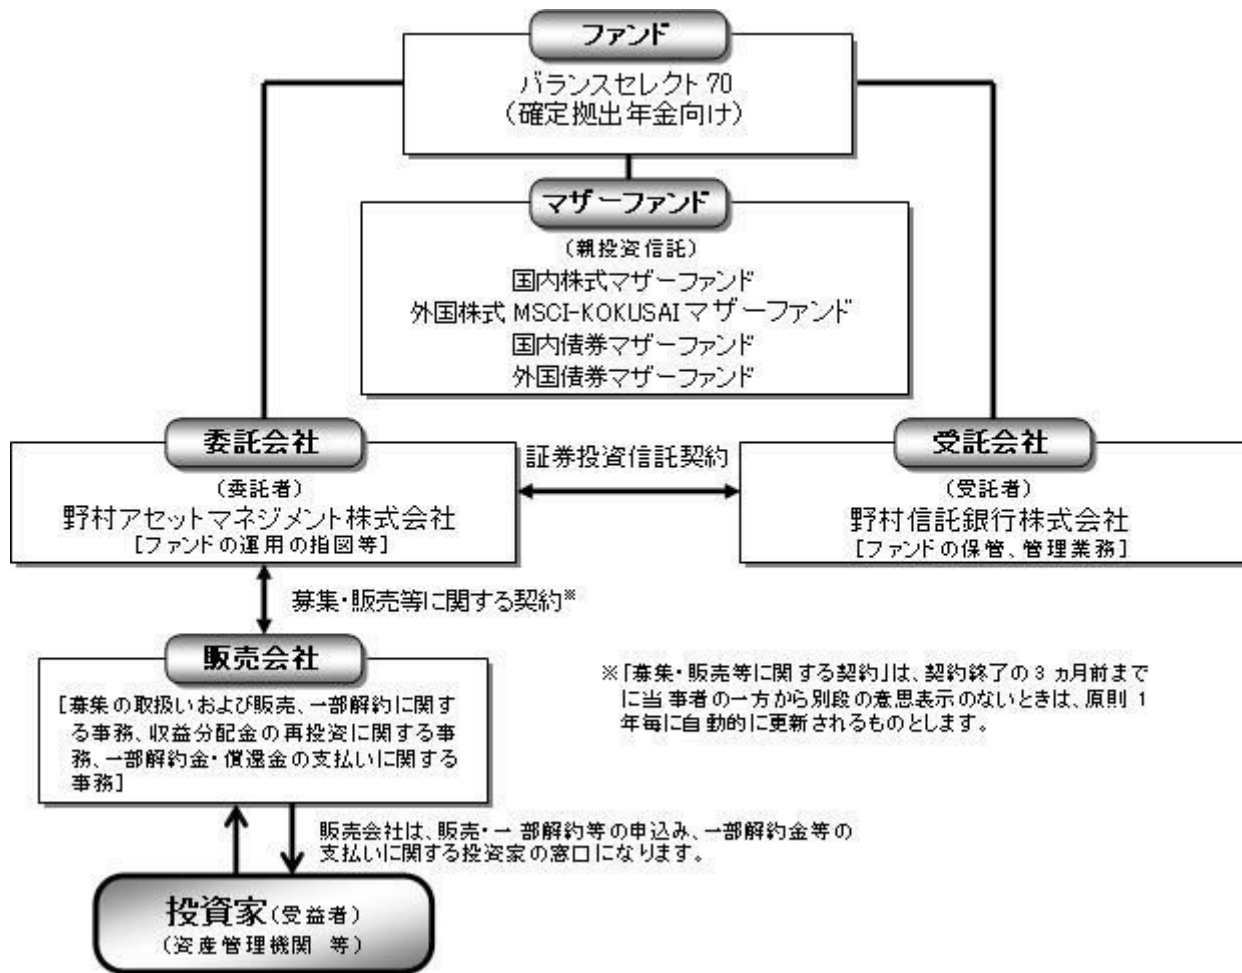 ファンド
バランスセレクト70
(確定拠出年金向け)
マザーファンド
(親投資信託)
国内株式マザーファンド
外国株式MSCI-KOKUSAIマザーファンド
国内債券マザーファンド
外国債券マザーファンド
委託会社
(委託者)
野村アセットマネジメント株式会社
[ファンドの運用の指図等]
証券投資信託契約
受託会社
(受託者)
野村信託銀行株式会社
[ファンドの保管、管理業務]
募集・販売等に関する契約※
販売会社
[募集の取扱いおよび販売、一部解約に関す
る事務、収益分配金の再投資に関する事
務、一部解約金・償還金の支払いに関する
事務]
※「募集・販売等に関する契約」は、契約終了の3ヵ月前まで
に当事者の一方から別段の意思表示のないときは、原則1
年毎に自動的に更新されるものとします。
販売会社は、販売・一部解約等の申込み、一部解約金等の
支払いに関する投資家の窓口になります。
投資家(受益者)
(資産管理機関 等)